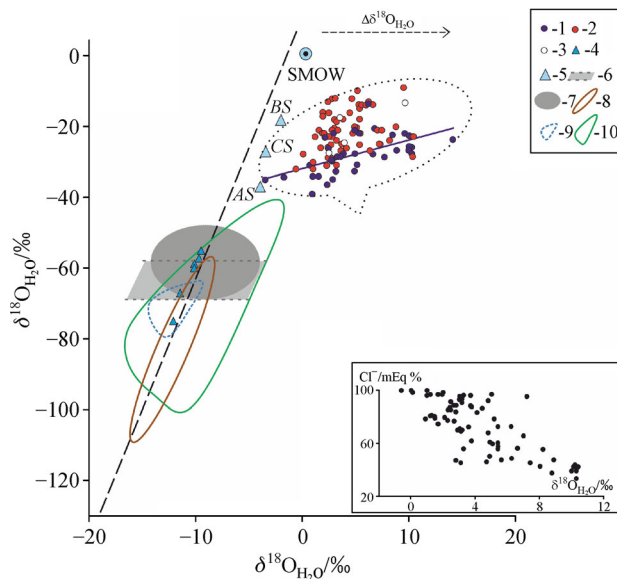 Δδ¹⁸O_H₂O
0
SMOW
BS
CS
AS
−20
−40
−60
−80
−100
−120
δ¹⁸O_H₂O/‰
−20
−10
0
10
20
δ¹⁸O_H₂O/‰
-1 -2
-3 -4
-5 -6
-7 -8
-9 -10
Cl⁻/mEq %
100
60
20
0
4
8
12
δ¹⁸O_H₂O/‰